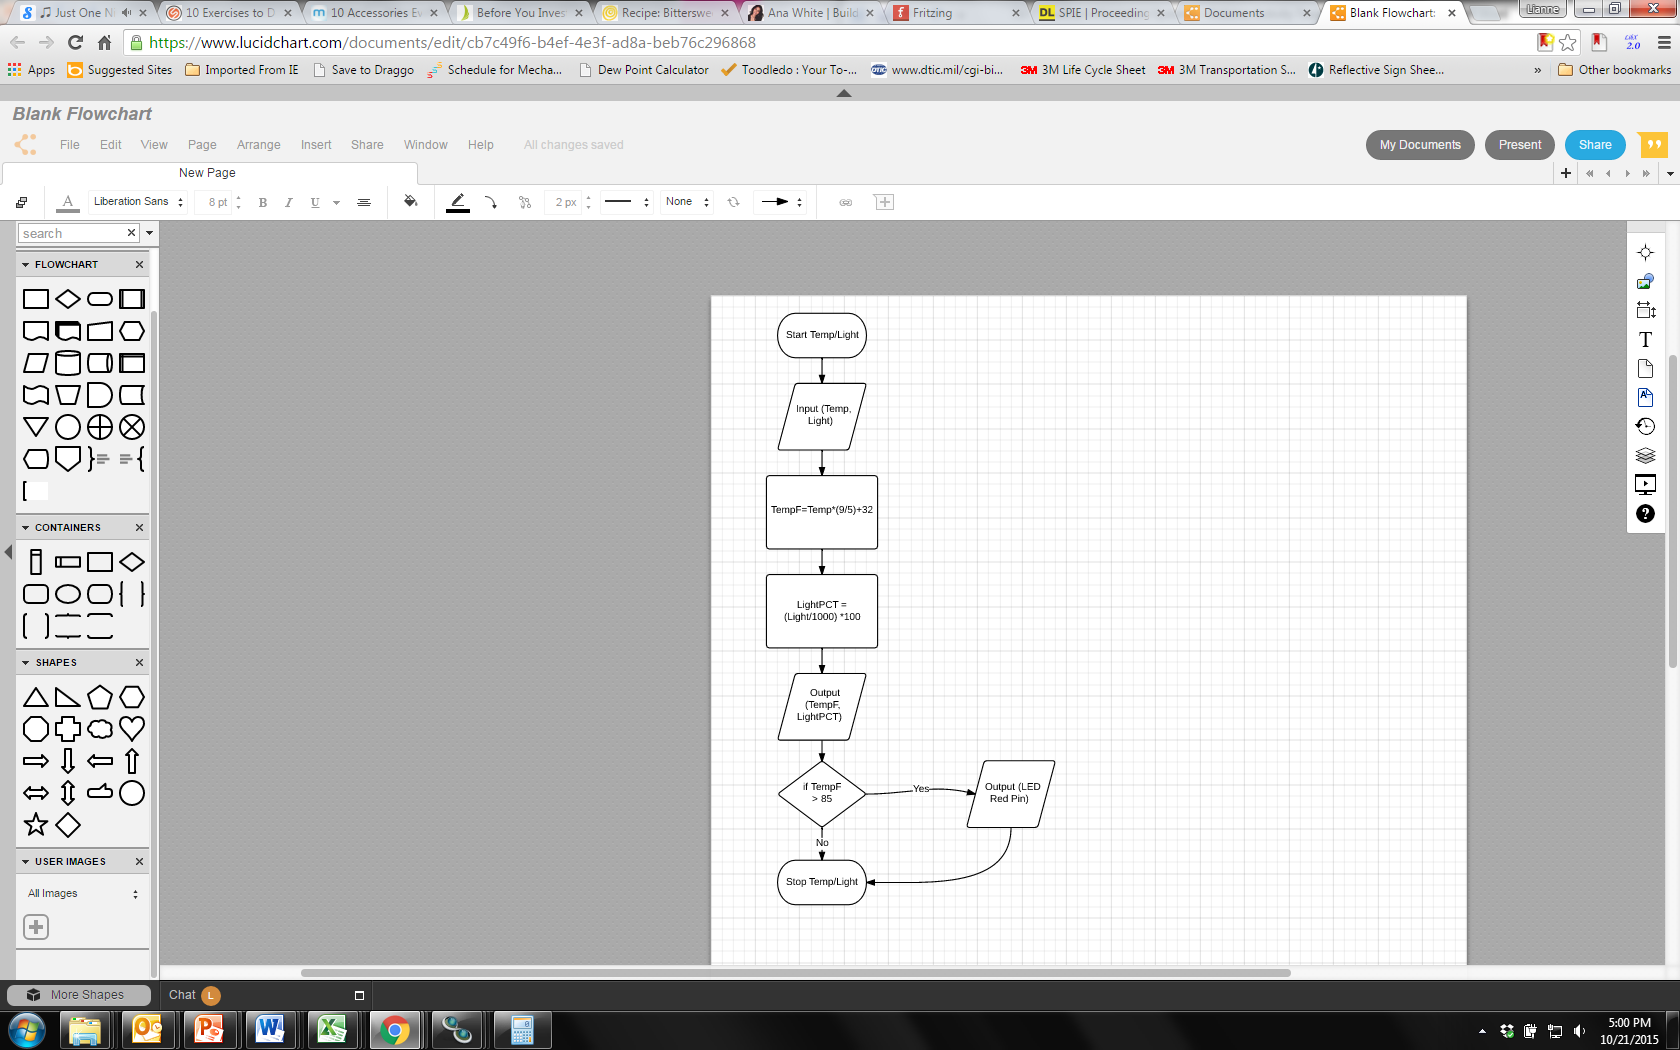 Just One N
10 Exercises to D
10 Accessories Ev
Before You Inves
Recipe: Bitterswe
Ana White | Build
Fritzing
DL SPIE | Proceeding
Documents
Blank Flowchart:
Lianne
https://www.lucidchart.com/documents/edit/cb7c49f6-b4ef-4e3f-ad8a-beb76c296868
Apps
Suggested Sites
Imported From IE
Save to Draggo
Schedule for Mecha...
Dew Point Calculator
Toodledo : Your To-...
www.dtic.mil/cgi-bi...
3M 3M Life Cycle Sheet
3M 3M Transportation S...
Reflective Sign Shee...
»
Other bookmarks
Blank Flowchart
File Edit View Page Arrange Insert Share Window Help All changes saved
My Documents Present Share
New Page
A Liberation Sans 8 pt B I U 2 px None
search
FLOWCHART
CONTAINERS
SHAPES
USER IMAGES
All Images
Start Temp/Light
Input (Temp,
Light)
TempF=Temp*(9/5)+32
LightPCT =
(Light/1000) *100
Output
(TempF,
LightPCT)
if TempF
> 85
Yes
Output (LED
Red Pin)
No
Stop Temp/Light
More Shapes
Chat L
5:00 PM
10/21/2015